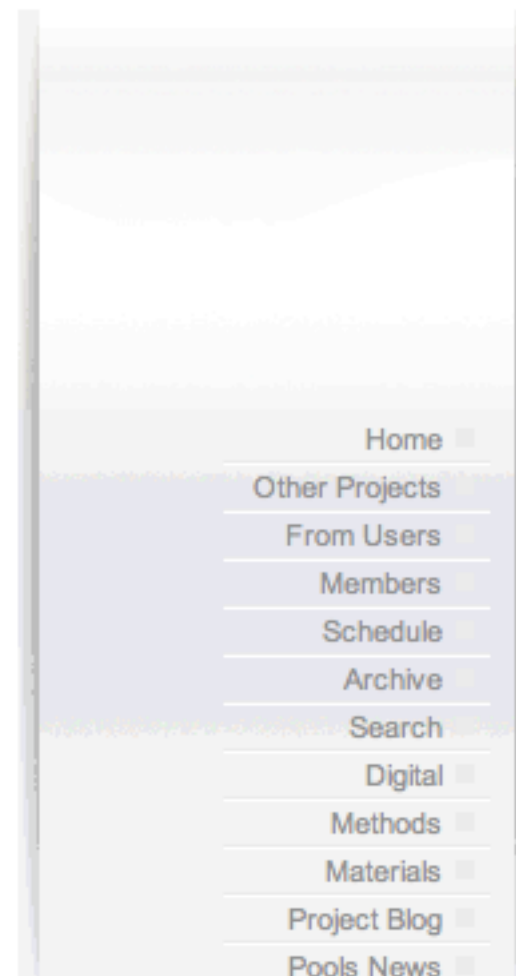 Home
Other Projects
From Users
Members
Schedule
Archive
Search
Digital
Methods
Materials
Project Blog
Pools News